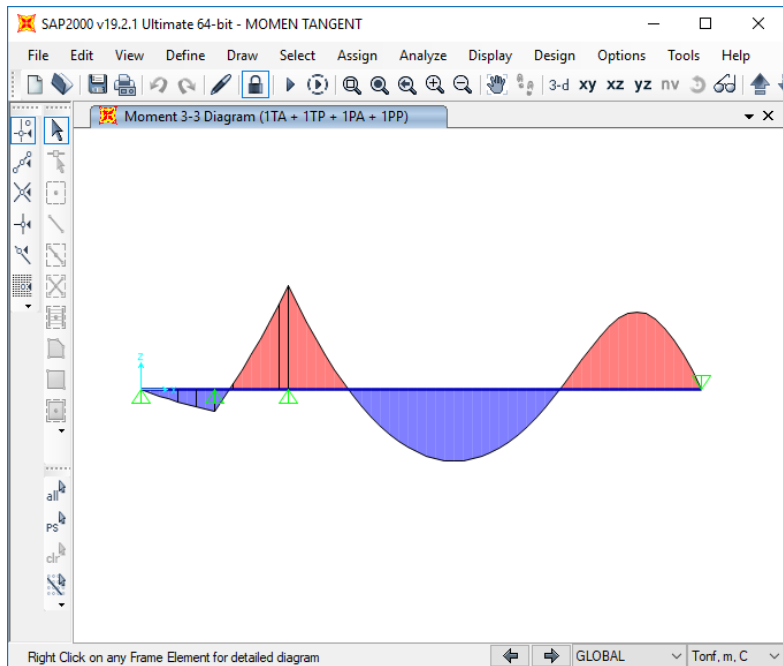 SAP2000 v19.2.1 Ultimate 64-bit - MOMEN TANGENT
File Edit View Define Draw Select Assign Analyze Display Design Options Tools Help
3-d xy xz yz nv
Moment 3-3 Diagram (1TA + 1TP + 1PA + 1PP)
z
all
PS
clr
Right Click on any Frame Element for detailed diagram GLOBAL Tonf, m, C